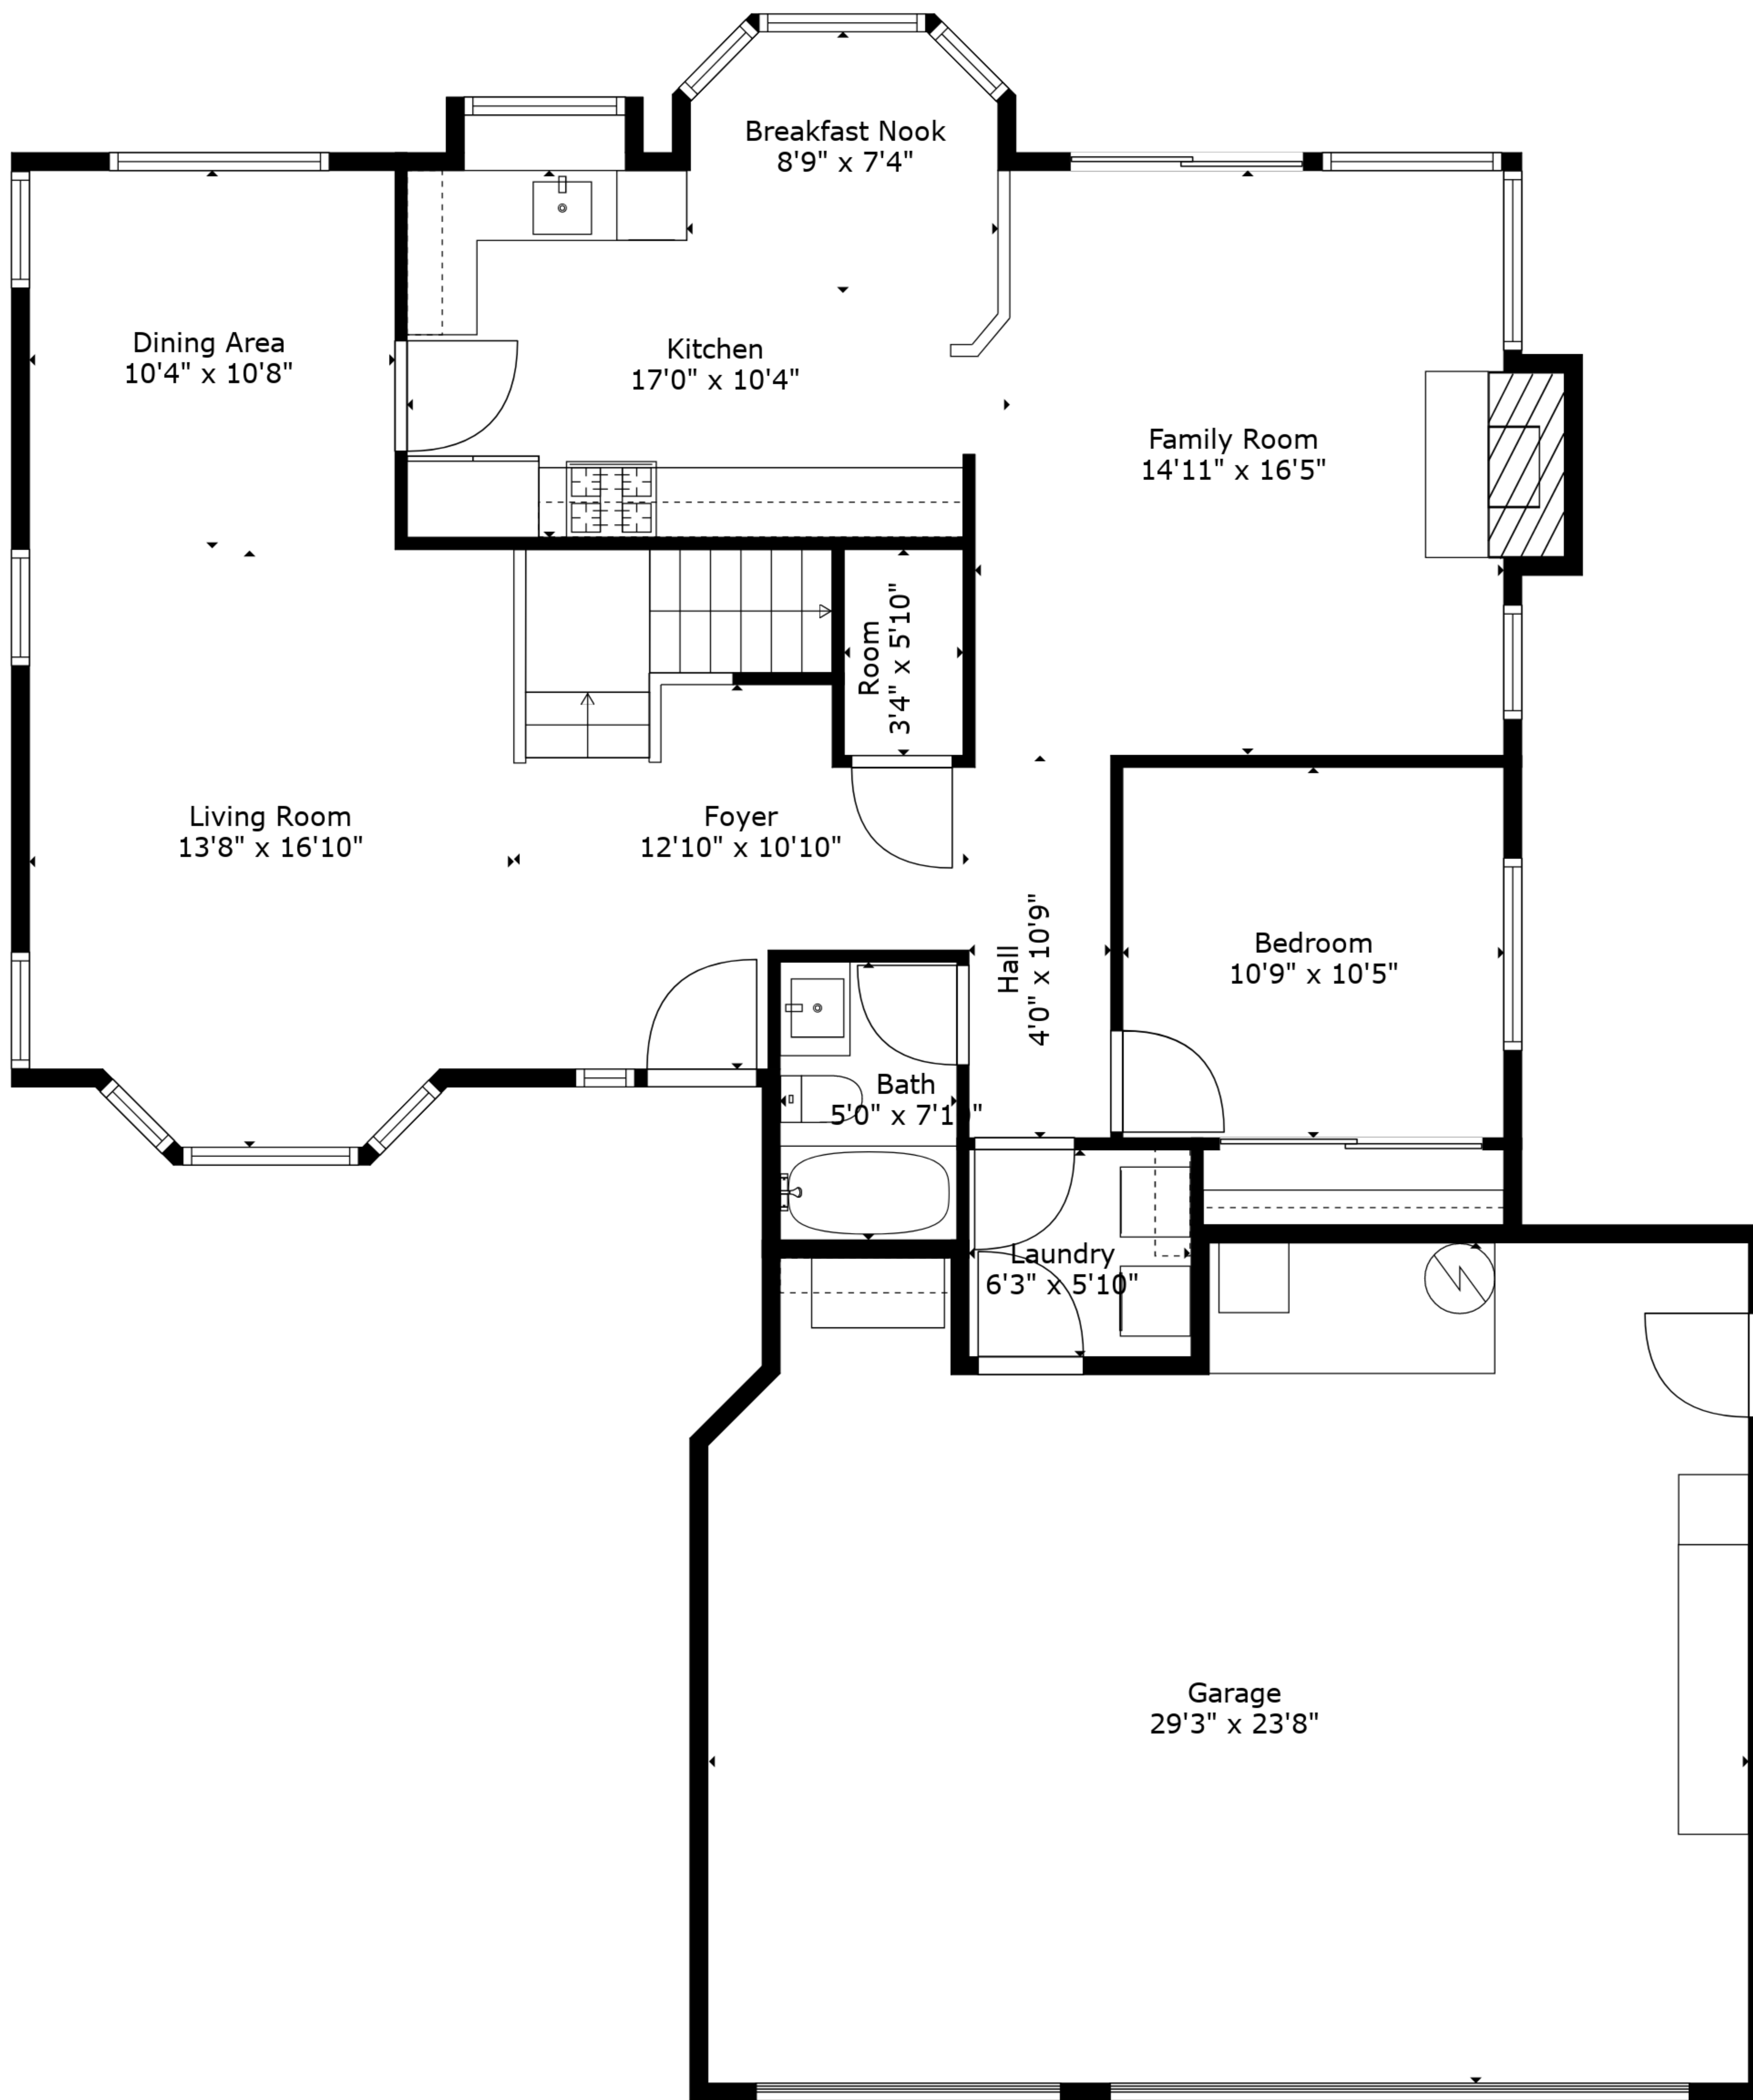 Breakfast Nook
8'9" x 7'4"
Dining Area
10'4" x 10'8"
Kitchen
17'0" x 10'4"
Family Room
14'11" x 16'5"
Room
3'4" x 5'10"
Living Room
13'8" x 16'10"
Foyer
12'10" x 10'10"
Hall
4'0" x 10'9"
Bedroom
10'9" x 10'5"
Bath
5'0" x
Laundry
6'3" x 5'10"
Garage
29'3" x 23'8"